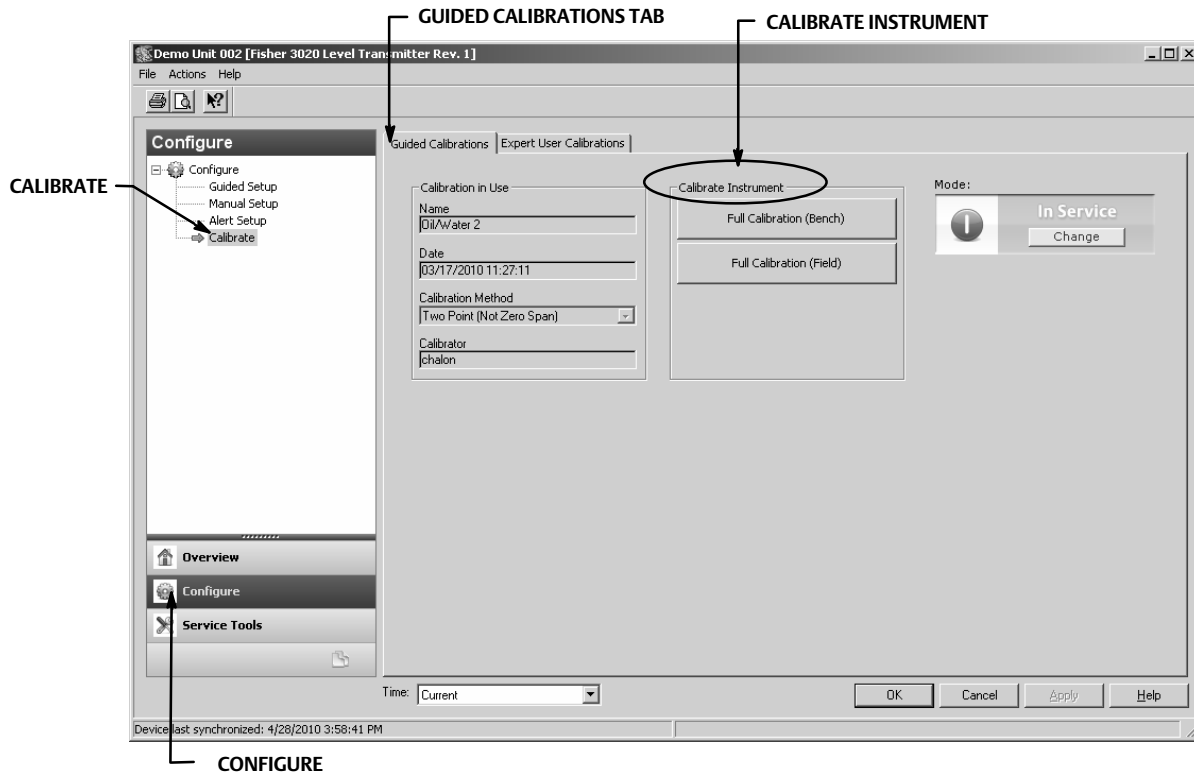 GUIDED CALIBRATIONS TAB
CALIBRATE INSTRUMENT
Demo Unit 002 [Fisher 3020 Level Transmitter Rev. 1]
File Actions Help
Configure
Configure
Guided Setup
Manual Setup
Alert Setup
Calibrate
CALIBRATE
Guided Calibrations
Expert User Calibrations
Calibration in Use
Name
Oil/Water 2
Date
03/17/2010 11:27:11
Calibration Method
Two Point (Not Zero Span)
Calibrator
chalon
Calibrate Instrument
Full Calibration (Bench)
Full Calibration (Field)
Mode:
In Service
Change
Overview
Configure
Service Tools
Time: Current
OK
Cancel
Apply
Help
Device last synchronized: 4/28/2010 3:58:41 PM
CONFIGURE